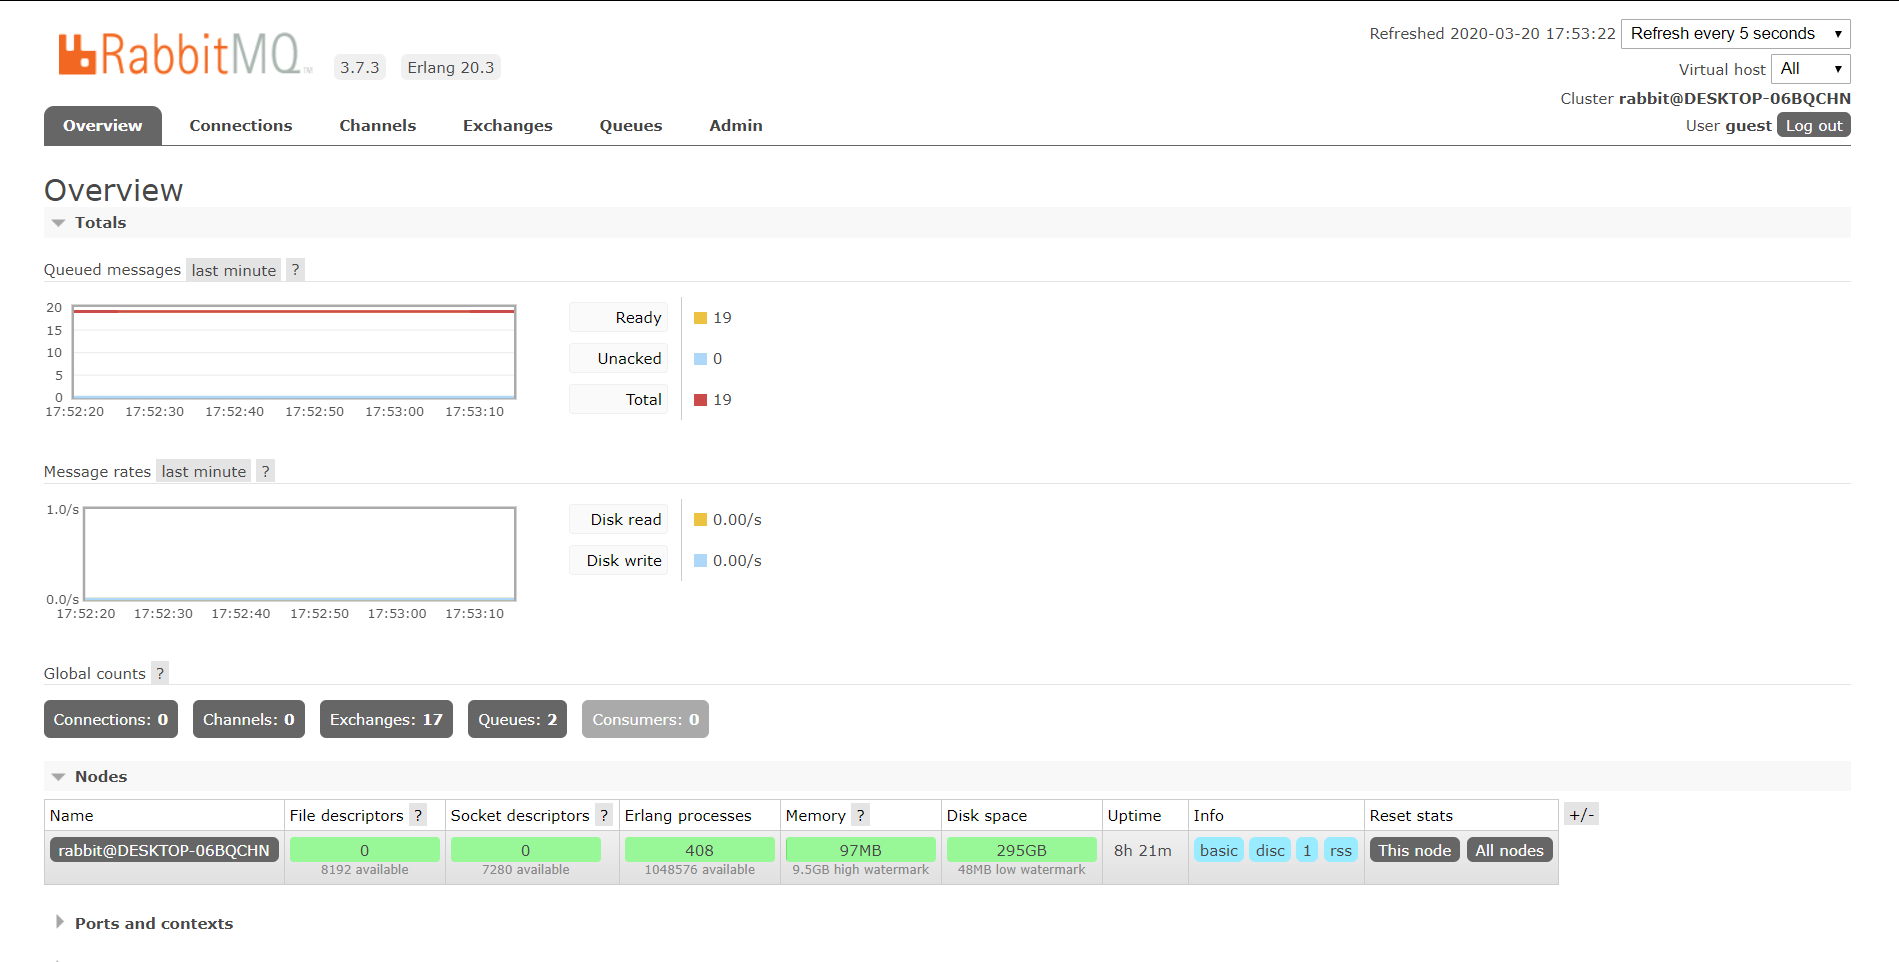 RabbitMQ TM 3.7.3 Erlang 20.3
Refreshed 2020-03-20 17:53:22 Refresh every 5 seconds
Virtual host All
Cluster rabbit@DESKTOP-06BQCHN
User guest Log out
Overview Connections Channels Exchanges Queues Admin
Overview
Totals
Queued messages last minute ?
20
15
10
5
0
17:52:20 17:52:30 17:52:40 17:52:50 17:53:00 17:53:10
Ready 19
Unacked 0
Total 19
Message rates last minute ?
1.0/s
0.0/s
17:52:20 17:52:30 17:52:40 17:52:50 17:53:00 17:53:10
Disk read 0.00/s
Disk write 0.00/s
Global counts ?
Connections: 0 Channels: 0 Exchanges: 17 Queues: 2 Consumers: 0
Nodes
Name File descriptors ? Socket descriptors ? Erlang processes Memory ? Disk space Uptime Info Reset stats +/-
rabbit@DESKTOP-06BQCHN 0 0 408 97MB 295GB 8h 21m basic disc 1 rss This node All nodes
8192 available 7280 available 1048576 available 9.5GB high watermark 48MB low watermark
Ports and contexts